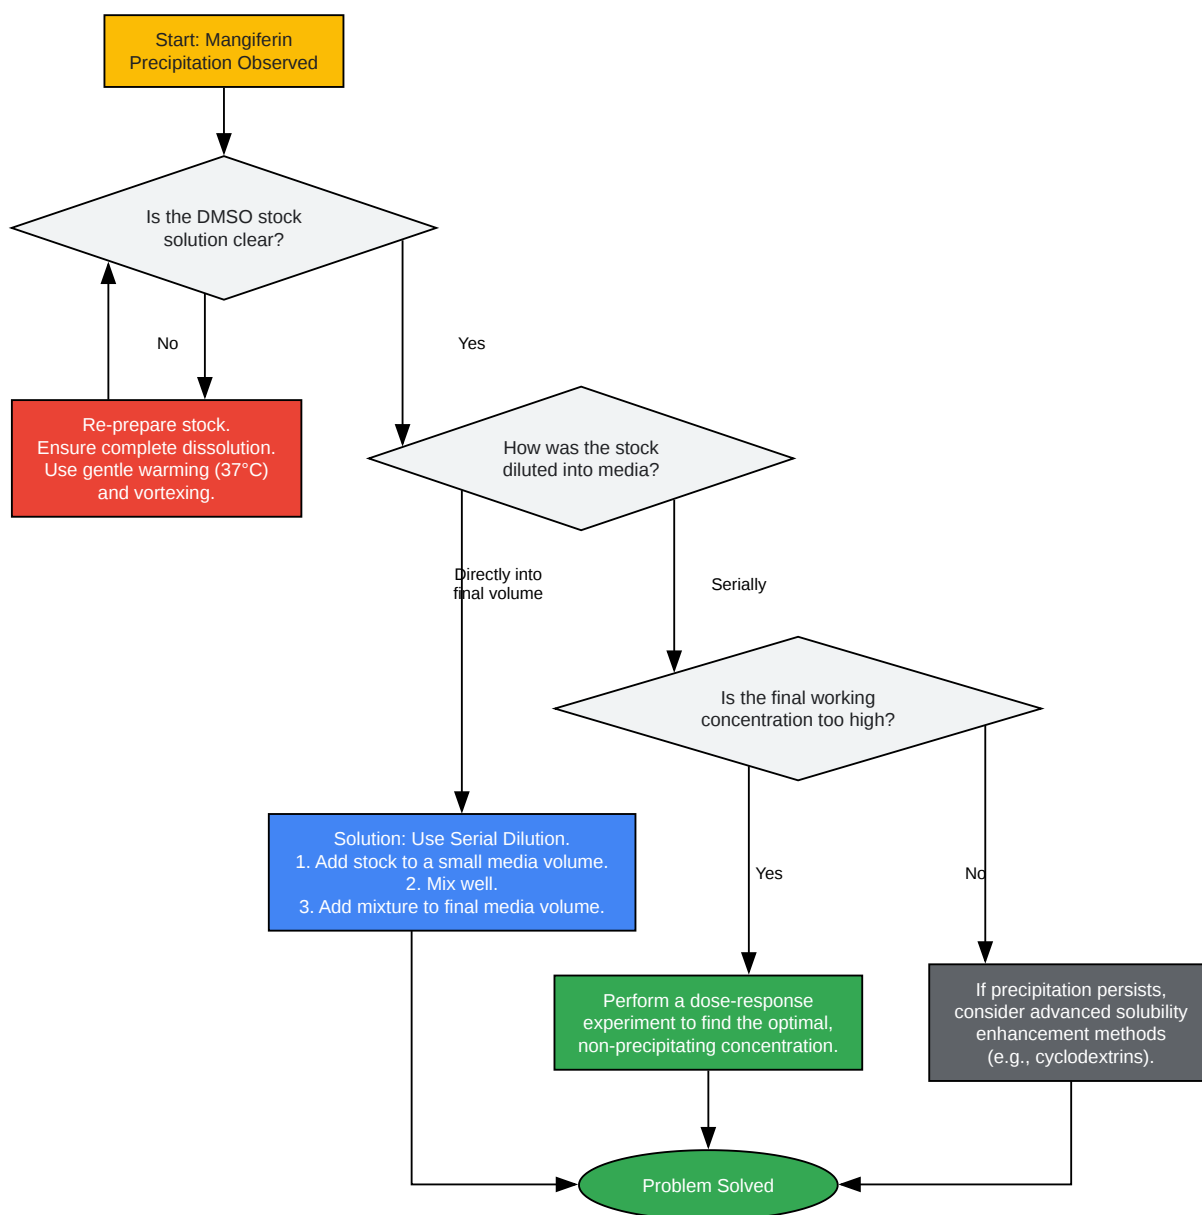 Start: Mangiferin
Precipitation Observed
Is the DMSO stock
solution clear?
No
Yes
Re-prepare stock.
Ensure complete dissolution.
Use gentle warming (37°C)
and vortexing.
How was the stock
diluted into media?
Directly into
final volume
Serially
Is the final working
concentration too high?
Solution: Use Serial Dilution.
1. Add stock to a small media volume.
2. Mix well.
3. Add mixture to final media volume.
Yes
No
Perform a dose-response
experiment to find the optimal,
non-precipitating concentration.
If precipitation persists,
consider advanced solubility
enhancement methods
(e.g., cyclodextrins).
Problem Solved